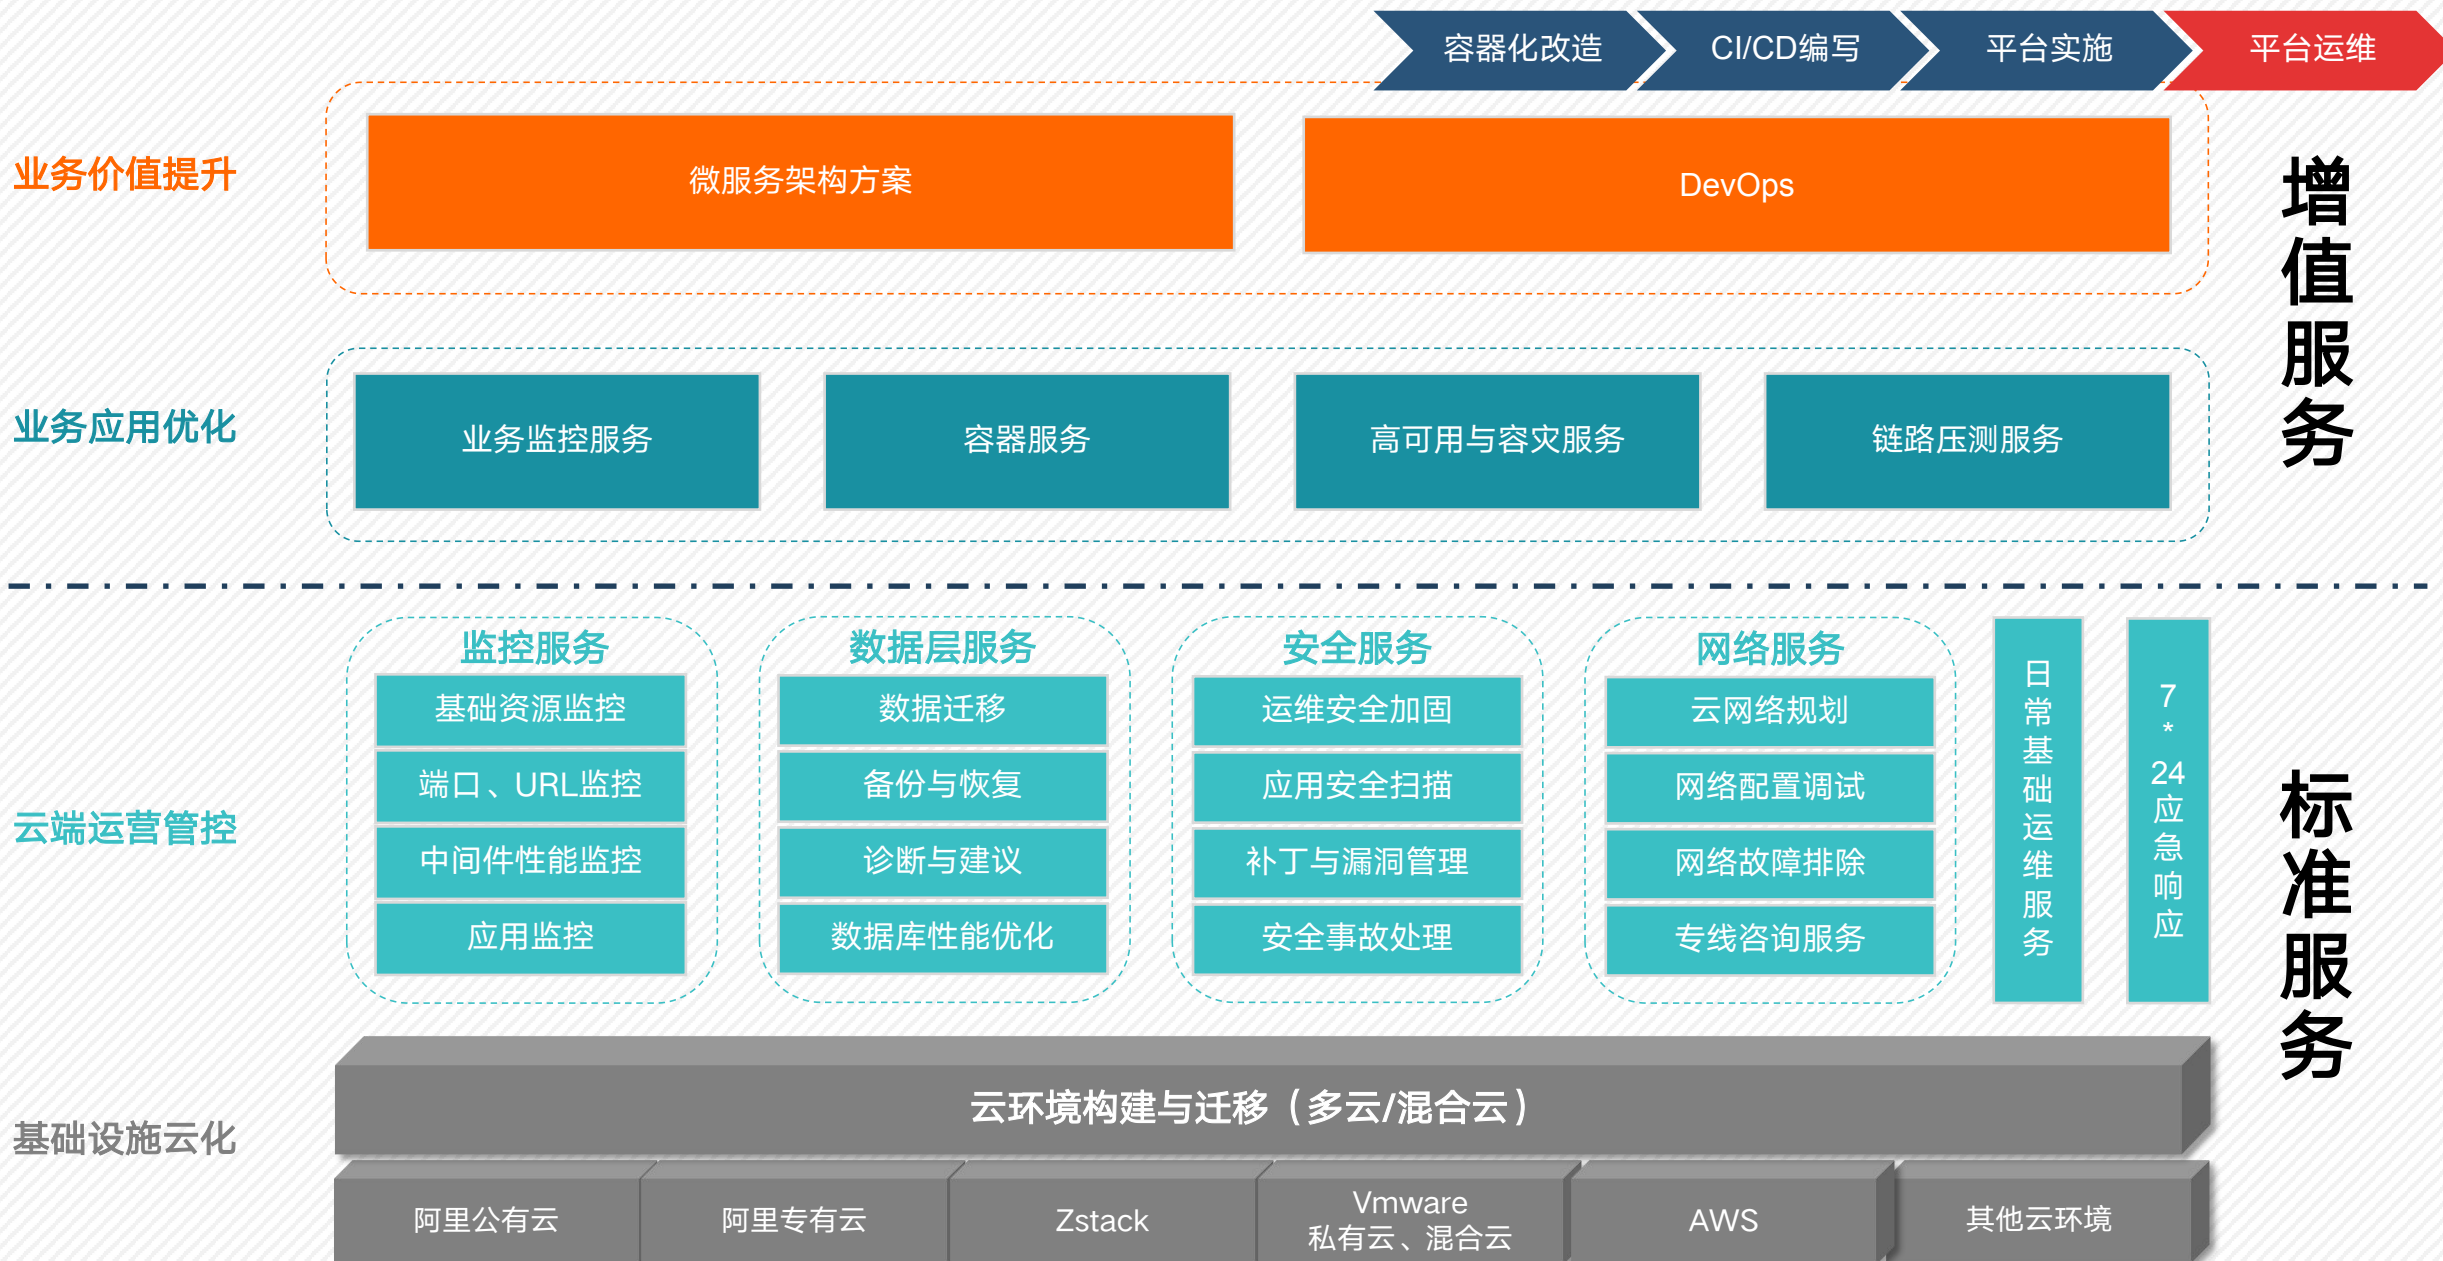 容器化改造
CI/CD编写
平台实施
平台运维
业务价值提升
微服务架构方案
DevOps
增值服务
业务应用优化
业务监控服务
容器服务
高可用与容灾服务
链路压测服务
云端运营管控
监控服务
基础资源监控
端口、URL监控
中间件性能监控
应用监控
数据层服务
数据迁移
备份与恢复
诊断与建议
数据库性能优化
安全服务
运维安全加固
应用安全扫描
补丁与漏洞管理
安全事故处理
网络服务
云网络规划
网络配置调试
网络故障排除
专线咨询服务
日常基础运维服务
7*24应急响应
标准服务
基础设施云化
云环境构建与迁移（多云/混合云）
阿里公有云
阿里专有云
Zstack
Vmware
私有云、混合云
AWS
其他云环境